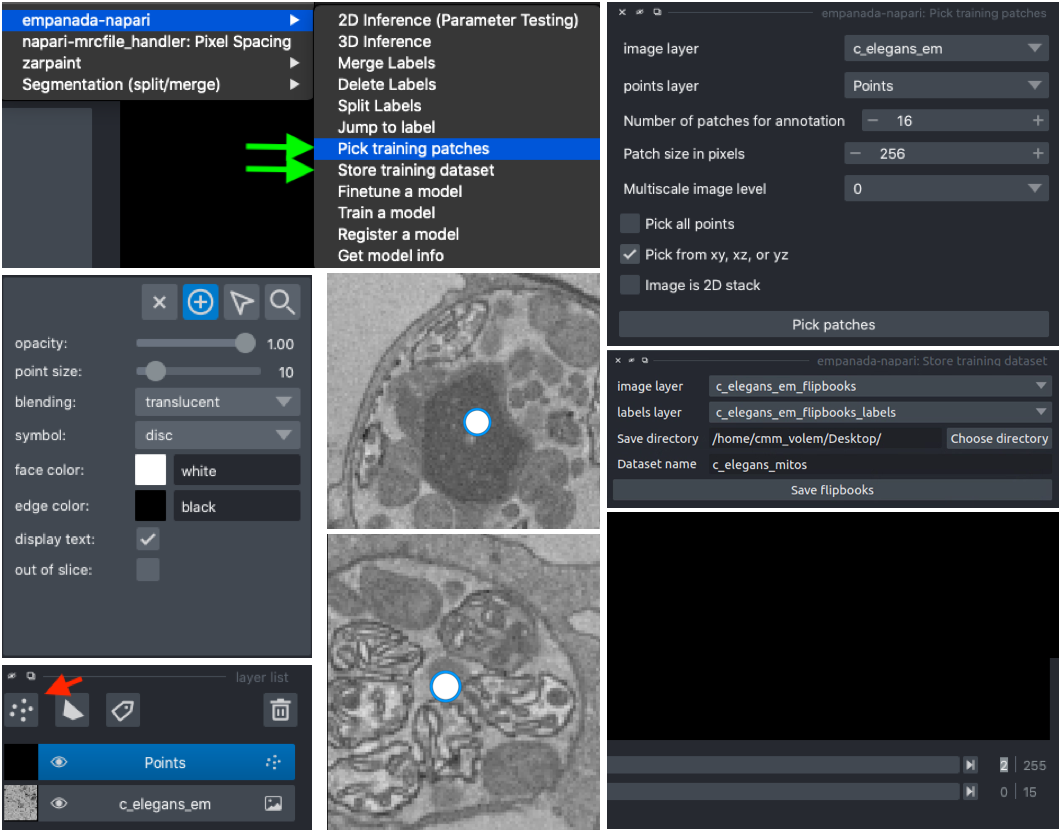 empanada-napari
napari-mrcfile_handler: Pixel Spacing
zarpaint
Segmentation (split/merge)
2D Inference (Parameter Testing)
3D Inference
Merge Labels
Delete Labels
Split Labels
Jump to label
Pick training patches
Store training dataset
Finetune a model
Train a model
Register a model
Get model info
empanada-napari: Pick training patches
image layer c_elegans_em
points layer Points
Number of patches for annotation 16
Patch size in pixels 256
Multiscale image level 0
Pick all points
Pick from xy, xz, or yz
Image is 2D stack
Pick patches
opacity: 1.00
point size: 10
blending: translucent
symbol: disc
face color: white
edge color: black
display text:
out of slice:
empanada-napari: Store training dataset
image layer c_elegans_em_flipbooks
labels layer c_elegans_em_flipbooks_labels
Save directory /home/cmm_volem/Desktop/ Choose directory
Dataset name c_elegans_mitos
Save flipbooks
layer list
Points
c_elegans_em
2 255
0 15